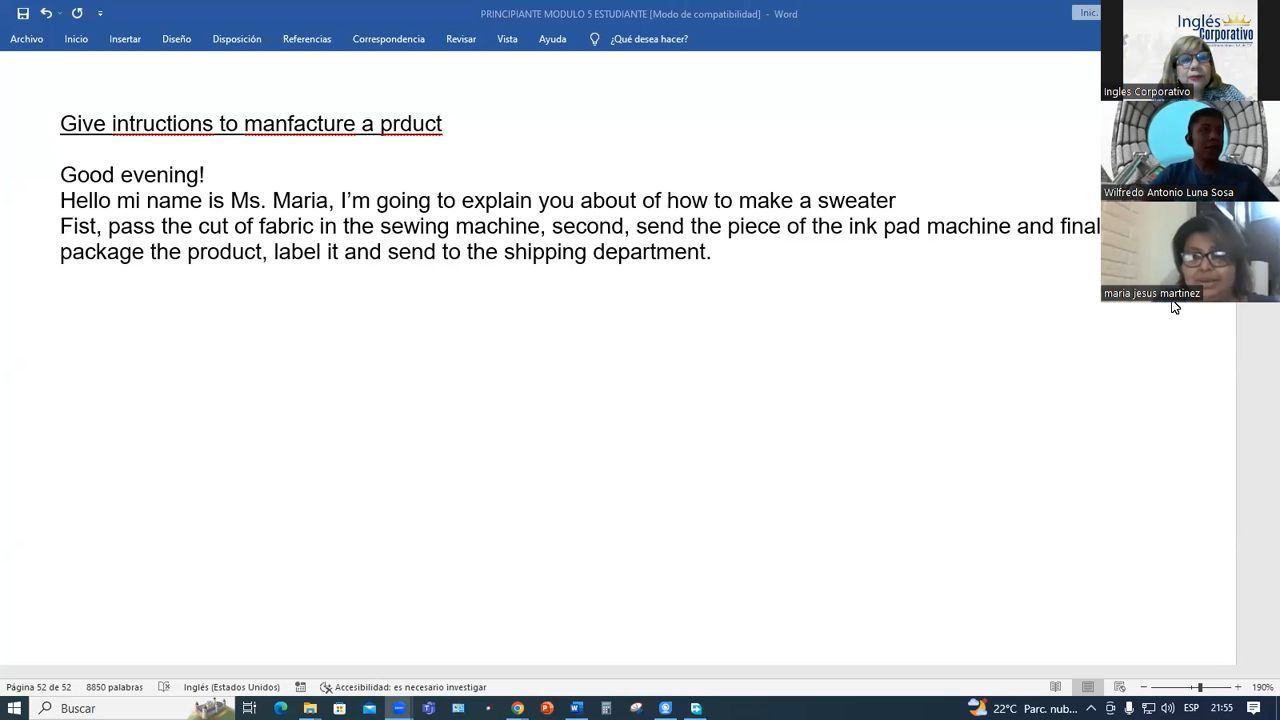 PRINCIPIANTE MODULO 5 ESTUDIANTE [Modo de compatibilidad] - Word
Inic.
Archivo Inicio Insertar Diseño Disposición Referencias Correspondencia Revisar Vista Ayuda ¿Qué desea hacer?
Inglés
Corporativo
Ingles Corporativo
Wilfredo Antonio Luna Sosa
maria jesus martinez
Give intructions to manfacture a prduct
Good evening!
Hello mi name is Ms. Maria, I’m going to explain you about of how to make a sweater
Fist, pass the cut of fabric in the sewing machine, second, send the piece of the ink pad machine and final
package the product, label it and send to the shipping department.
Página 52 de 52 8850 palabras Inglés (Estados Unidos) Accesibilidad: es necesario investigar 190%
Buscar 22°C Parc. nub... ESP 21:55